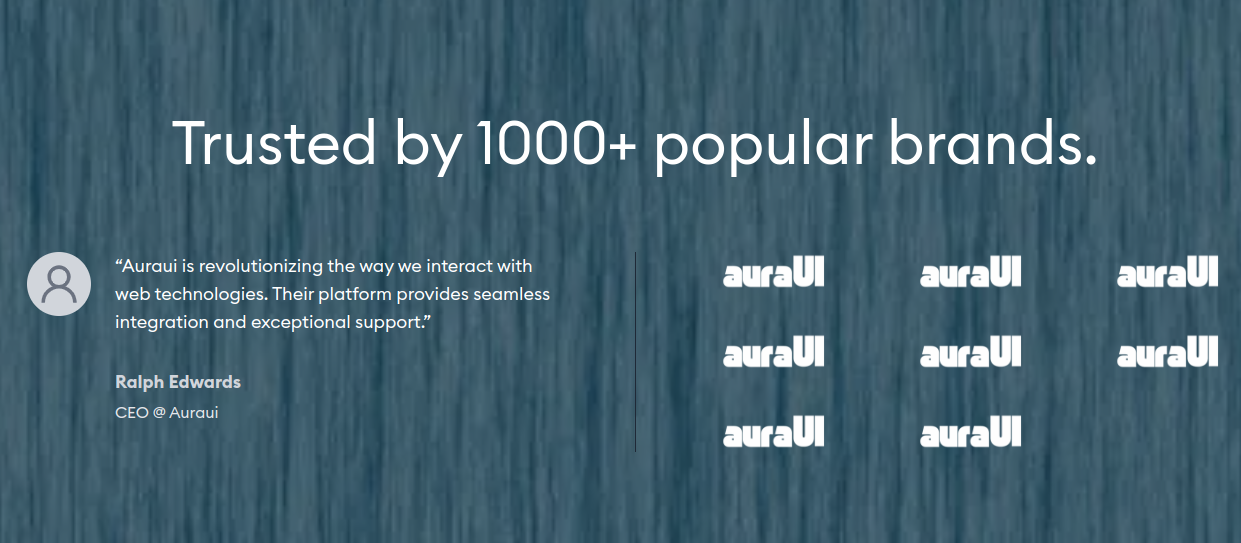 Trusted by 1000+ popular brands.
“Auraui is revolutionizing the way we interact with
web technologies. Their platform provides seamless
integration and exceptional support.”
Ralph Edwards
CEO @ Auraui
auraUI auraUI auraUI
auraUI auraUI auraUI
auraUI auraUI